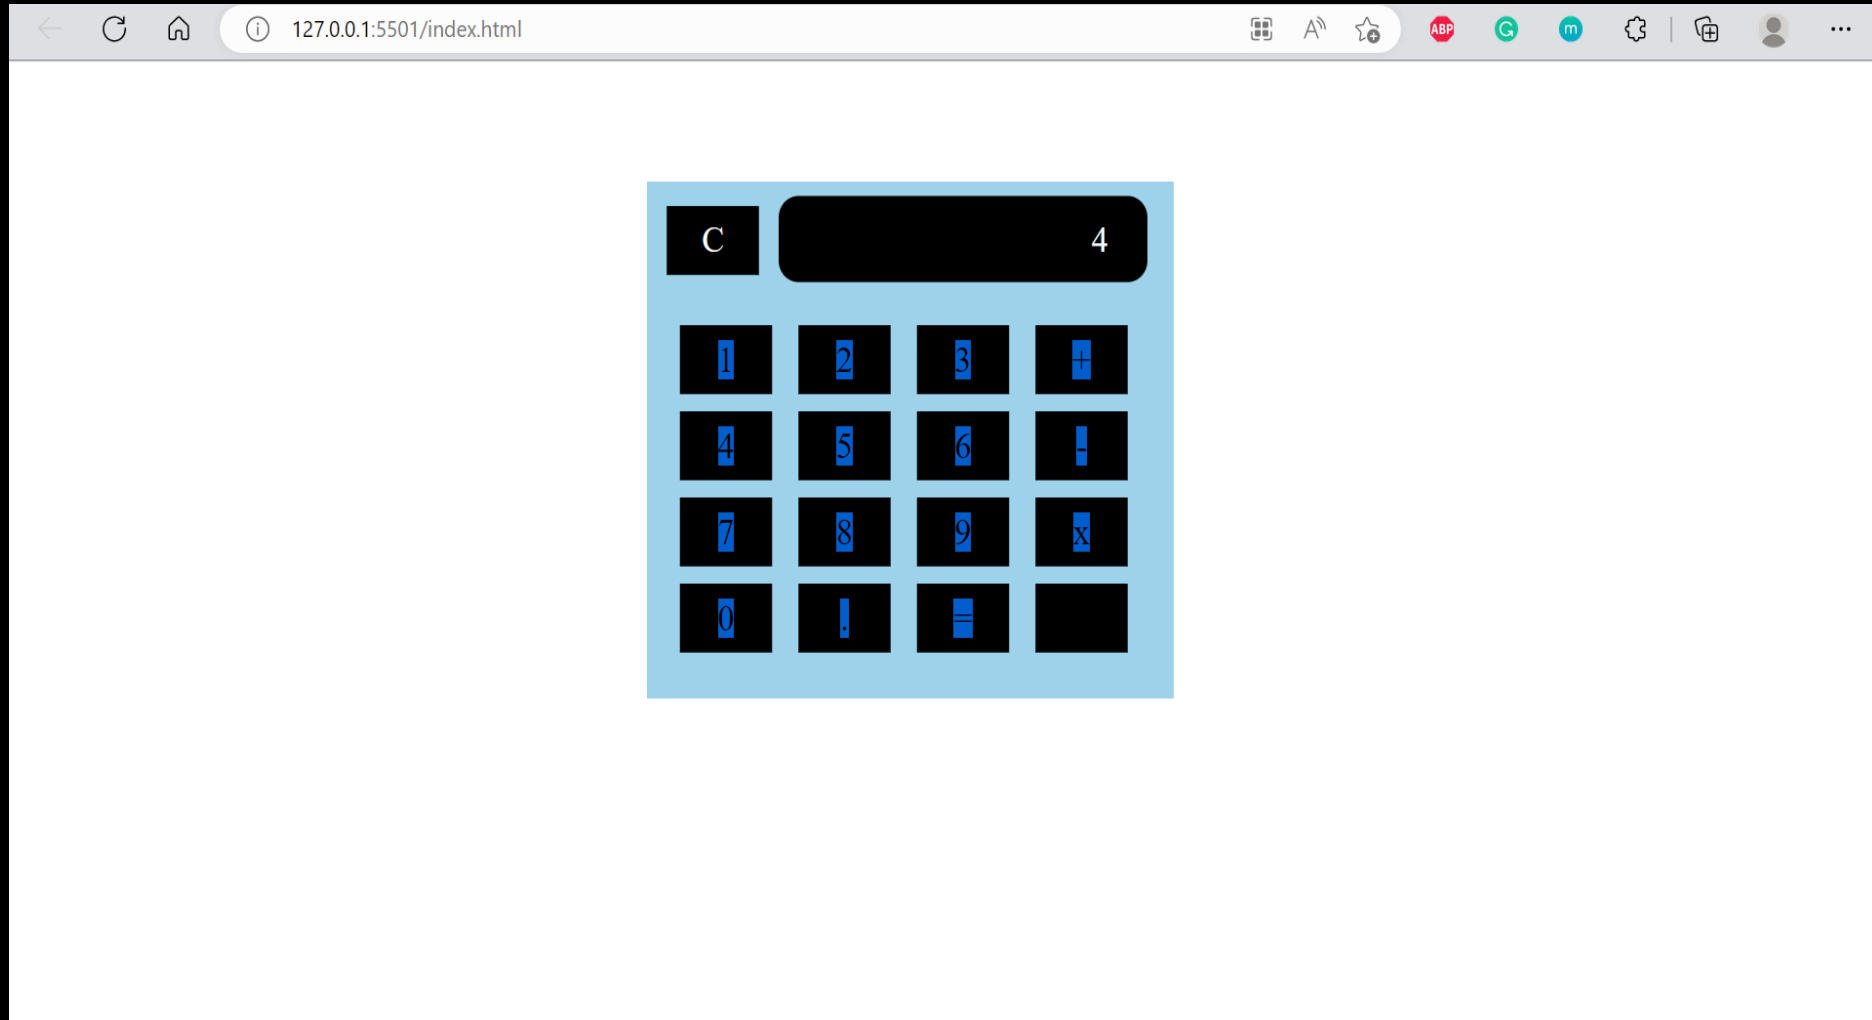 127.0.0.1:5501/index.html
ABP
G
m
C 4
1 2 3 +
4 5 6 -
7 8 9 x
0 . =